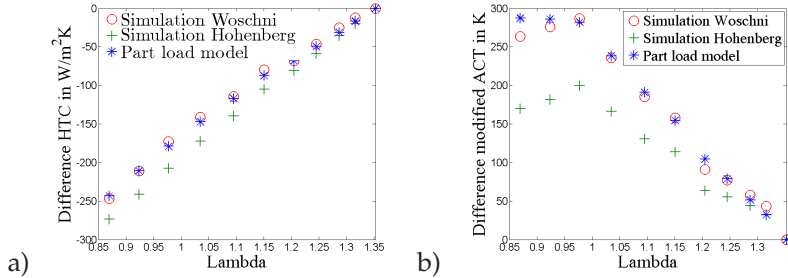 Simulation Woschni
Simulation Hohenberg
Part load model
Difference HTC in W/m²K
0
-50
-100
-150
-200
-250
-300
0.85 0.9 0.95 1 1.05 1.1 1.15 1.2 1.25 1.3 1.35
Lambda
a)
Simulation Woschni
Simulation Hohenberg
Part load model
Difference modified ACT in K
300
250
200
150
100
50
0
0.85 0.9 0.95 1 1.05 1.1 1.15 1.2 1.25 1.3
Lambda
b)